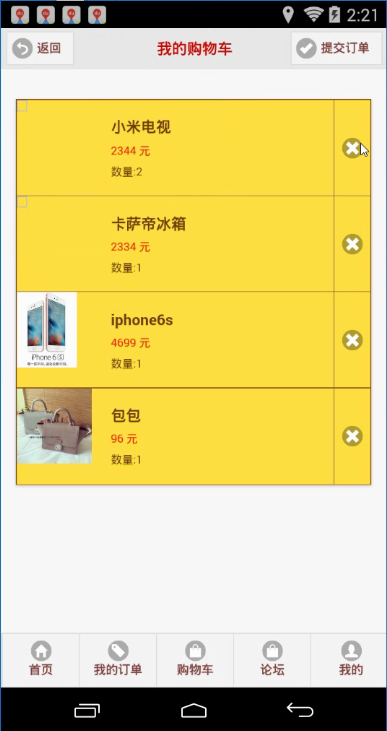 2:21
返回
我的购物车
提交订单
小米电视
2344 元
数量:2
卡萨帝冰箱
2334 元
数量:1
iphone6s
4699 元
数量:1
iPhone 6 S
包包
96 元
数量:1
首页
我的订单
购物车
论坛
我的